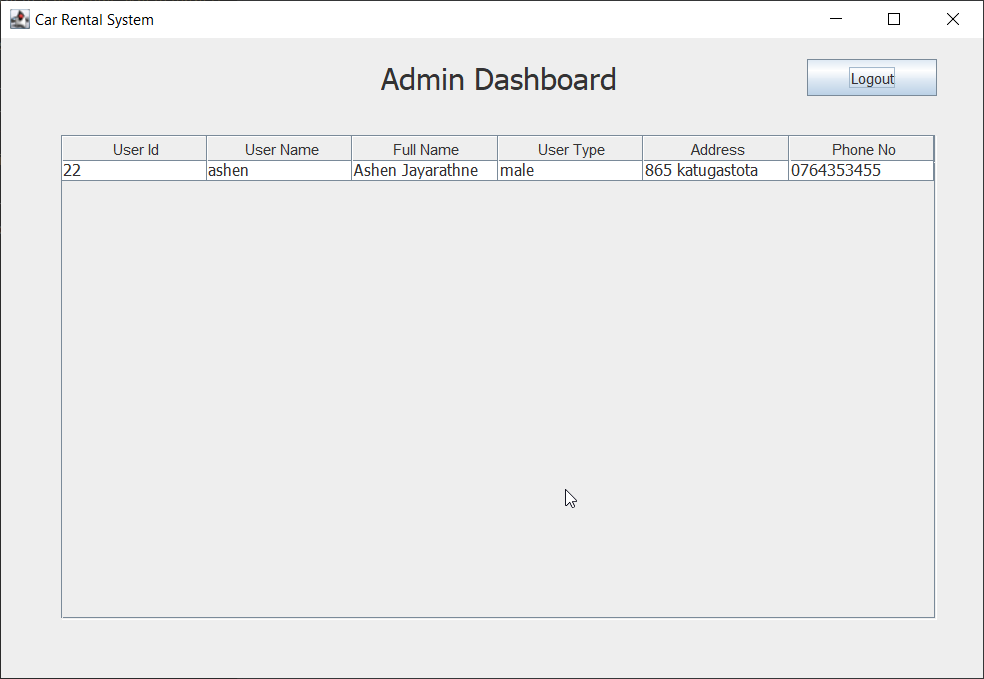 Car Rental System
Admin Dashboard
Logout
User Id User Name Full Name User Type Address Phone No
22 ashen Ashen Jayarathne male 865 katugastota 0764353455